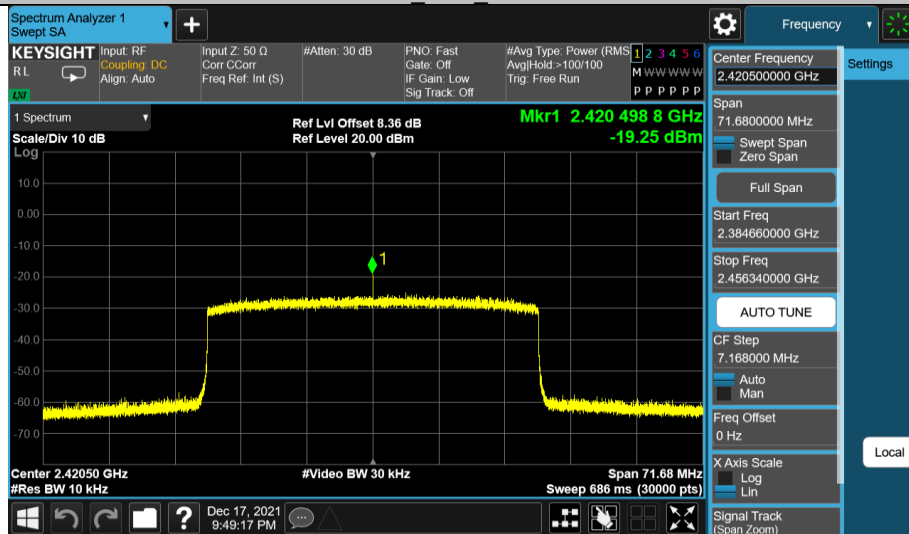 Spectrum Analyzer 1
Swept SA
+
Frequency
KEYSIGHT
R L
LXI
Input: RF
Coupling: DC
Align: Auto
Input Z: 50 Ω
Corr CCorr
Freq Ref: Int (S)
#Atten: 30 dB
PNO: Fast
Gate: Off
IF Gain: Low
Sig Track: Off
#Avg Type: Power (RMS
Avg|Hold:>100/100
Trig: Free Run
1 2 3 4 5 6
M W W W W W
P P P P P P
1 Spectrum
Scale/Div 10 dB
Log
Ref Lvl Offset 8.36 dB
Ref Level 20.00 dBm
Mkr1 2.420 498 8 GHz
-19.25 dBm
10.0
0.00
-10.0
-20.0
-30.0
-40.0
-50.0
-60.0
-70.0
1
Center 2.42050 GHz
#Res BW 10 kHz
#Video BW 30 kHz
Span 71.68 MHz
Sweep 686 ms (30000 pts)
?
Dec 17, 2021
9:49:17 PM
Center Frequency
2.420500000 GHz
Span
71.6800000 MHz
Swept Span
Zero Span
Full Span
Start Freq
2.384660000 GHz
Stop Freq
2.456340000 GHz
AUTO TUNE
CF Step
7.168000 MHz
Auto
Man
Freq Offset
0 Hz
X Axis Scale
Log
Lin
Signal Track
(Span Zoom)
Settings
Local